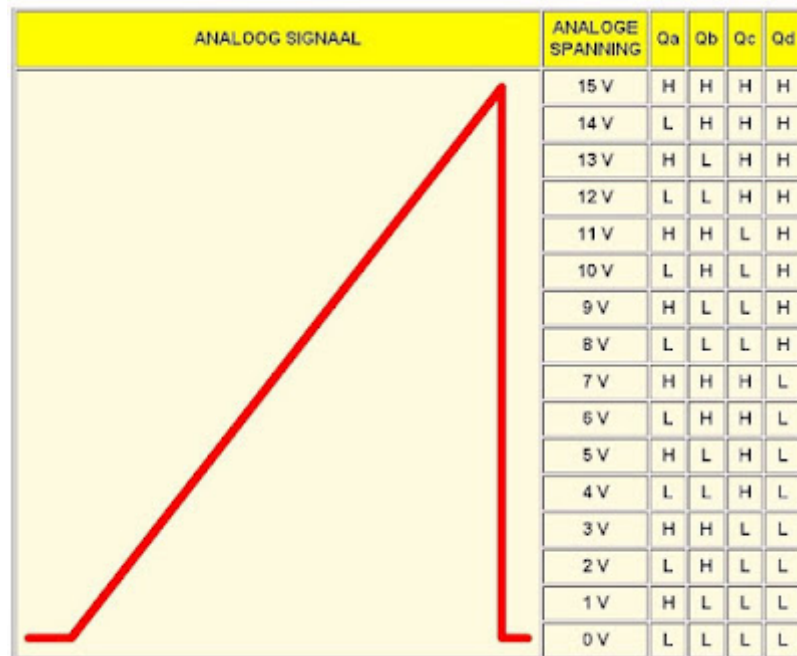 ANALOOG SIGNAAL
ANALOGE
SPANNING
Qa Qb Qc Qd
15 V H H H H
14 V L H H H
13 V H L H H
12 V L L H H
11 V H H L H
10 V L H L H
9 V H L L H
8 V L L L H
7 V H H H L
6 V L H H L
5 V H L H L
4 V L L H L
3 V H H L L
2 V L H L L
1 V H L L L
0 V L L L L